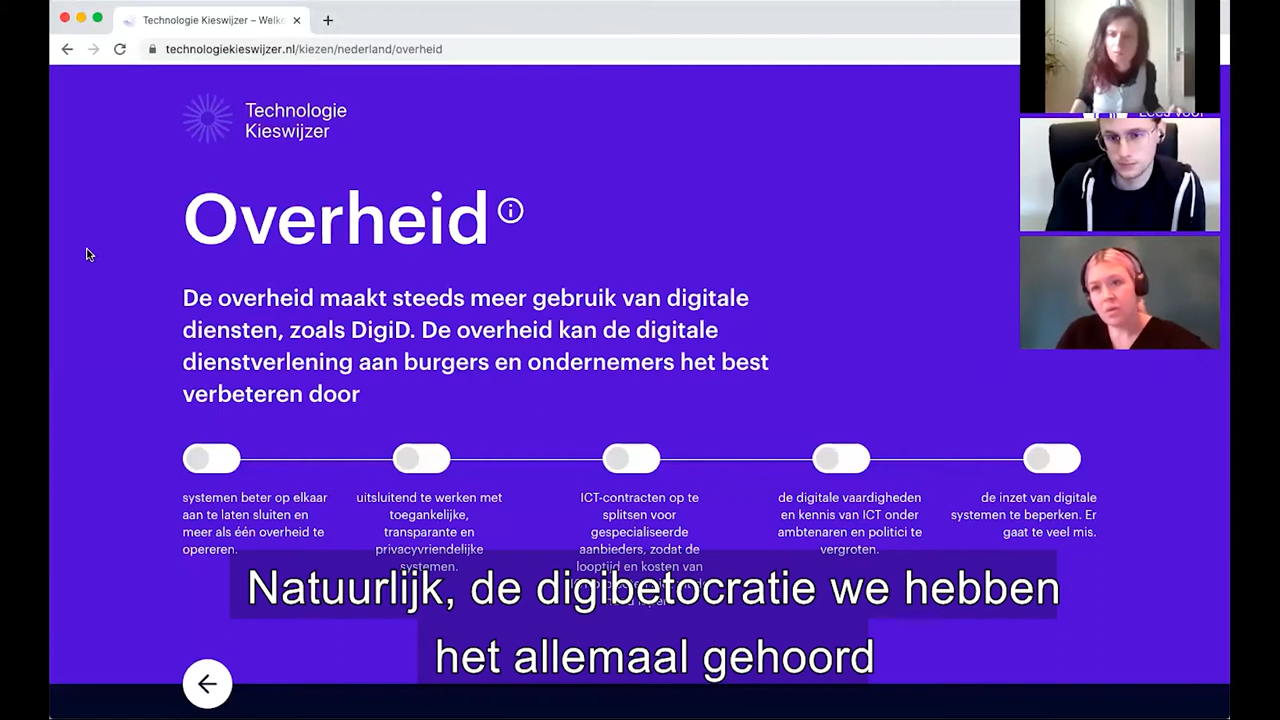 Technologie Kieswijzer – Welke
technologiekieswijzer.nl/kiezen/nederland/overheid
Technologie
Kieswijzer
Lees voor
Overheid
De overheid maakt steeds meer gebruik van digitale
diensten, zoals DigiD. De overheid kan de digitale
dienstverlening aan burgers en ondernemers het best
verbeteren door
systemen beter op elkaar
aan te laten sluiten en
meer als één overheid te
opereren.
uitsluitend te werken met
toegankelijke,
transparante en
privacyvriendelijke
systemen.
ICT-contracten op te
splitsen voor
gespecialiseerde
aanbieders, zodat de
looptijd en kosten van
de digitale vaardigheden
en kennis van ICT onder
ambtenaren en politici te
vergroten.
de inzet van digitale
systemen te beperken. Er
gaat te veel mis.
Natuurlijk, de digibetocratie we hebben
het allemaal gehoord